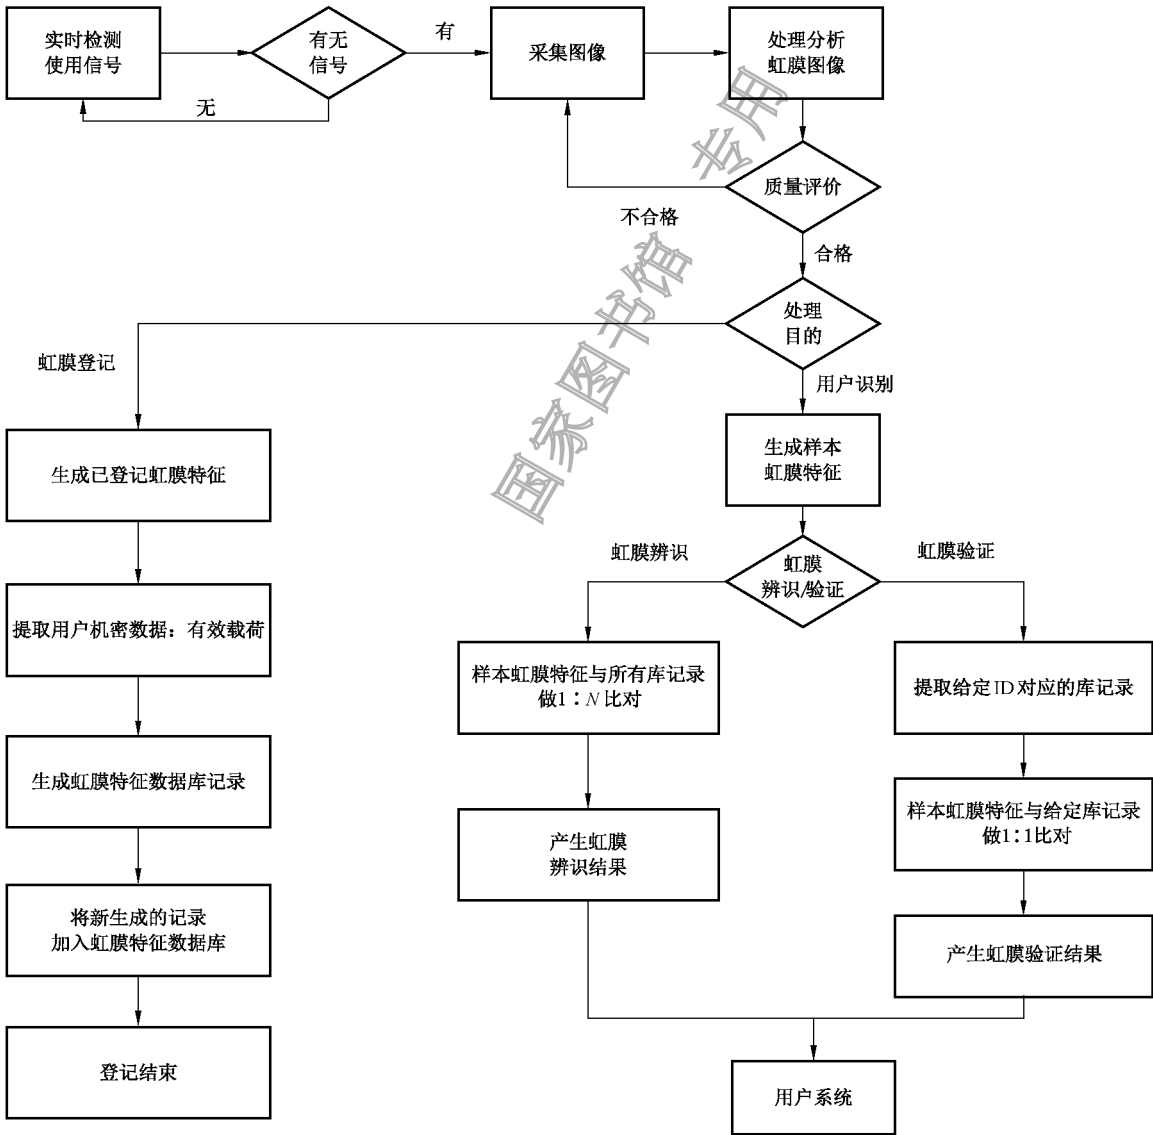 实时检测
使用信号
有无
信号
有
采集图像
处理分析
虹膜图像
无
质量评价
不合格
合格
处理
目的
虹膜登记
用户识别
生成已登记虹膜特征
生成样本
虹膜特征
虹膜辨识
虹膜
辨识/验证
虹膜验证
提取用户机密数据：有效载荷
样本虹膜特征与所有库记录
做1：N比对
提取给定ID对应的库记录
生成虹膜特征数据库记录
样本虹膜特征与给定库记录
做1:1比对
产生虹膜
辨识结果
将新生成的记录
加入虹膜特征数据库
产生虹膜验证结果
登记结束
用户系统
国家图书馆 专用